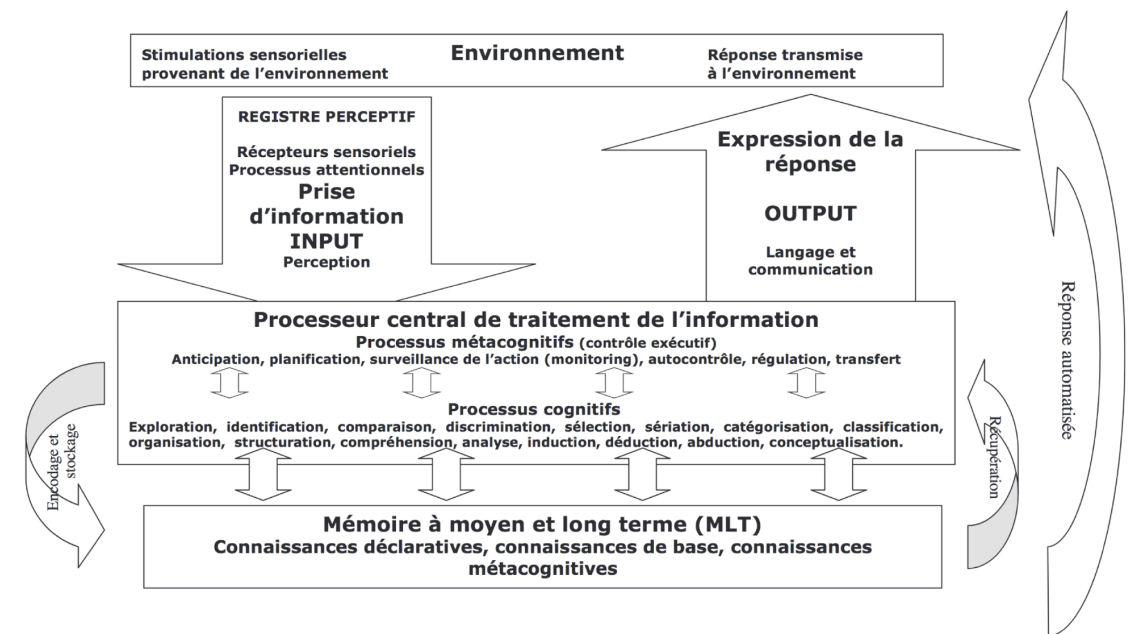 Stimulations sensorielles
provenant de l’environnement
Environnement
Réponse transmise
à l’environnement
REGISTRE PERCEPTIF
Récepteurs sensoriels
Processus attentionnels
Prise
d’information
INPUT
Perception
Expression de la
réponse
OUTPUT
Langage et
communication
Processeur central de traitement de l’information
Processus métacognitifs (contrôle exécutif)
Anticipation, planification, surveillance de l’action (monitoring), autocontrôle, régulation, transfert
Processus cognitifs
Exploration, identification, comparaison, discrimination, sélection, sériation, catégorisation, classification,
organisation, structuration, compréhension, analyse, induction, déduction, abduction, conceptualisation.
Encodage et
stockage
Récupération
Réponse automatisée
Mémoire à moyen et long terme (MLT)
Connaissances déclaratives, connaissances de base, connaissances
métacognitives